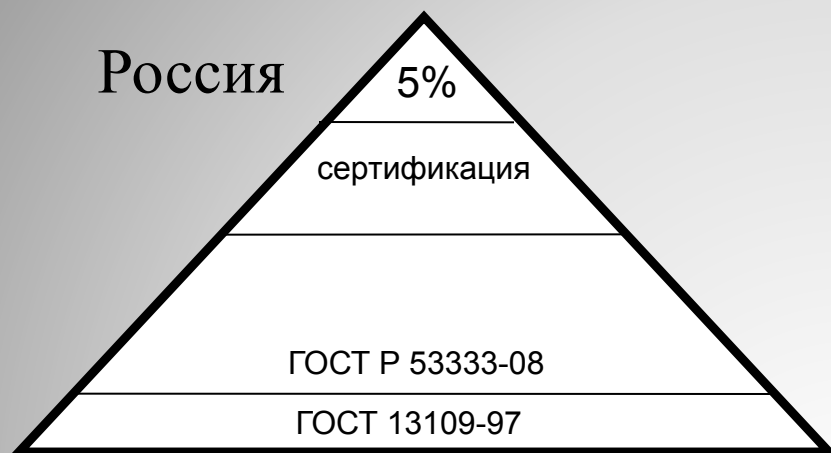 Россия
5%
сертификация
ГОСТ Р 53333-08
ГОСТ 13109-97